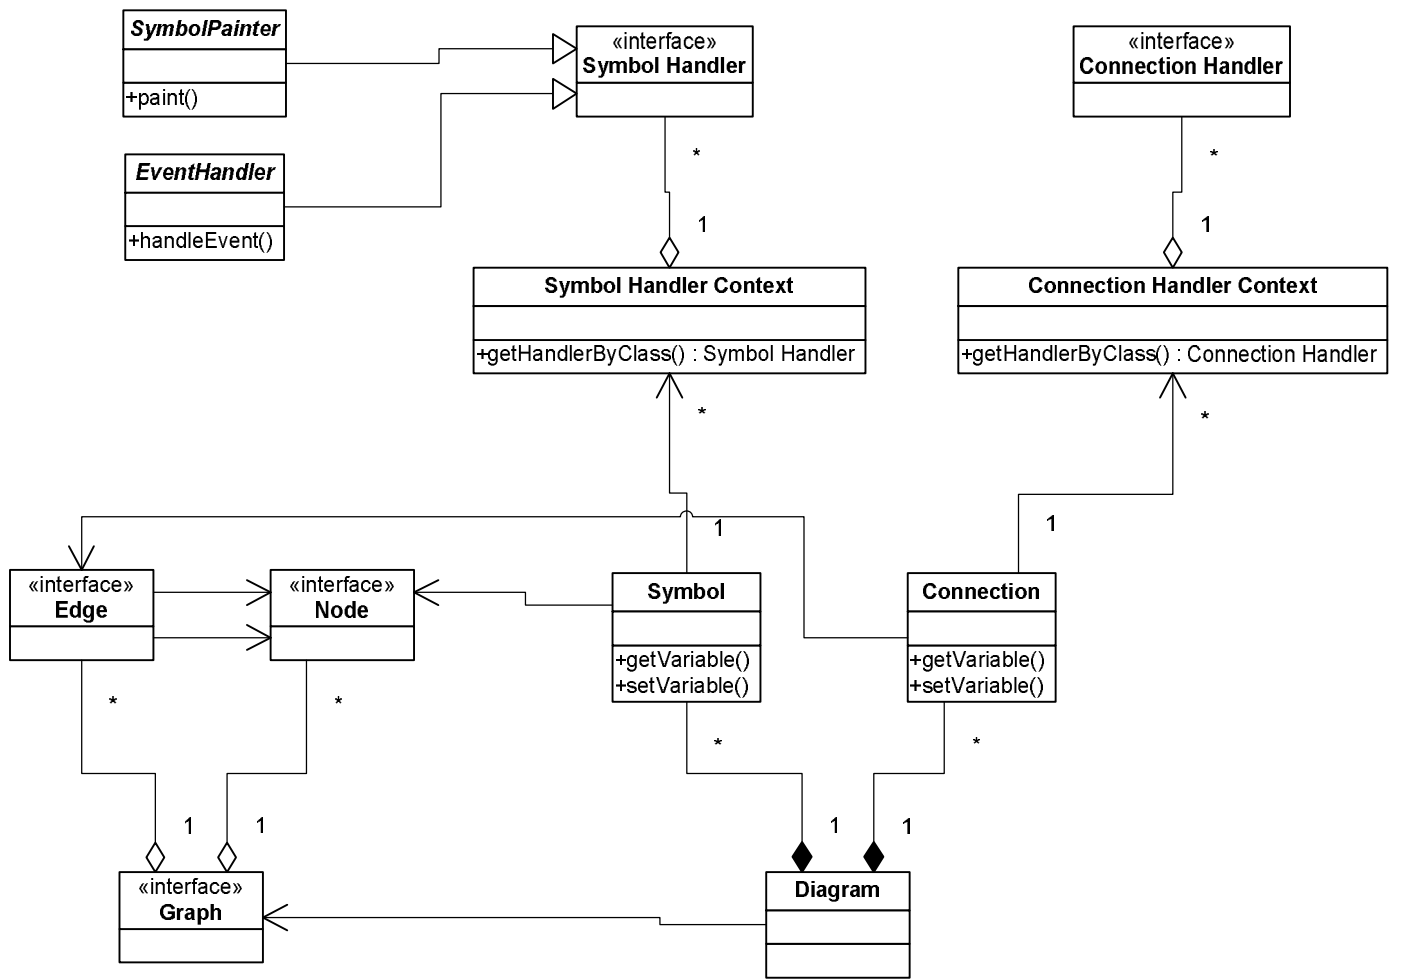 SymbolPainter
+paint()
«interface»
Symbol Handler
«interface»
Connection Handler
*
*
EventHandler
+handleEvent()
1
1
Symbol Handler Context
+getHandlerByClass() : Symbol Handler
Connection Handler Context
+getHandlerByClass() : Connection Handler
*
*
1
1
«interface»
Edge
«interface»
Node
Symbol
+getVariable()
+setVariable()
Connection
+getVariable()
+setVariable()
*
*
*
*
1
1
1
1
«interface»
Graph
Diagram